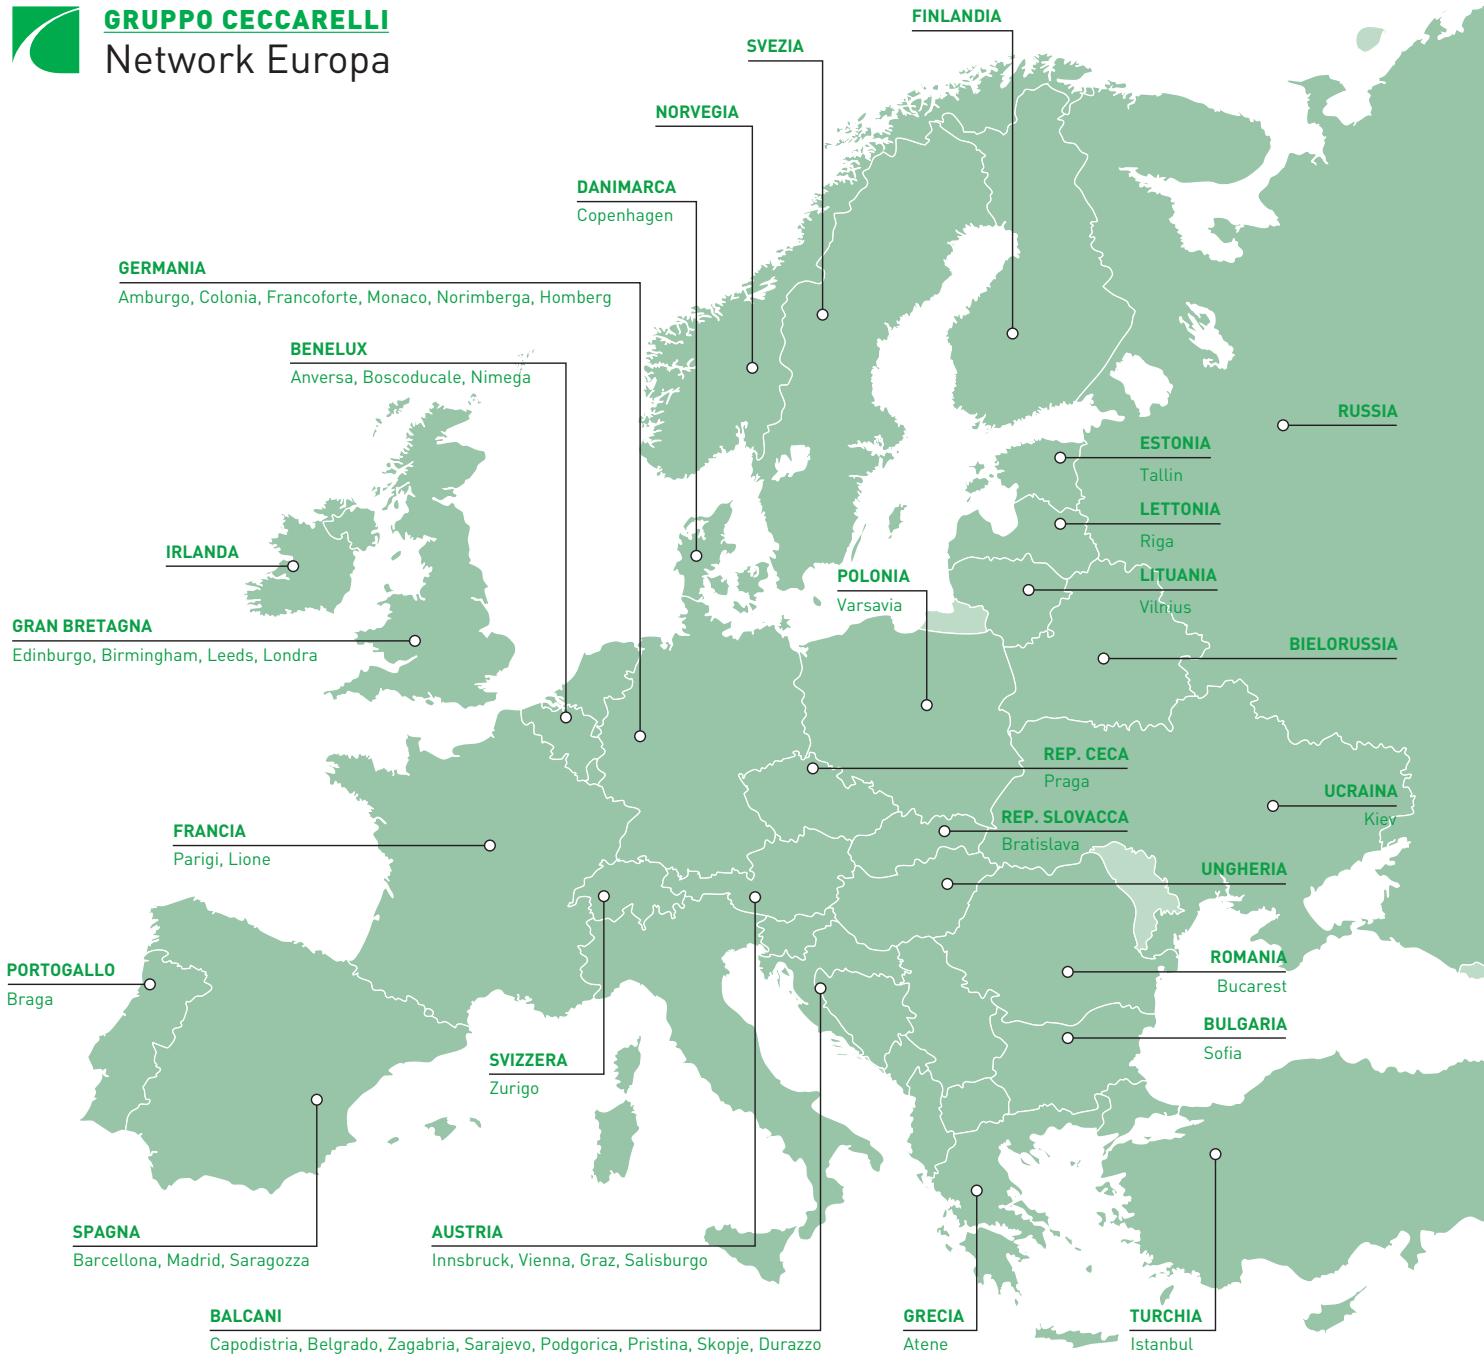 GRUPPO CECCARELLI
Network Europa
FINLANDIA
SVEZIA
NORVEGIA
DANIMARCA
Copenhagen
GERMANIA
Amburgo, Colonia, Francoforte, Monaco, Norimberga, Homberg
BENELUX
Anversa, Boscoducale, Nimega
RUSSIA
ESTONIA
Tallin
LETTONIA
Riga
IRLANDA
POLONIA
Varsavia
LITUANIA
Vilnius
GRAN BRETAGNA
Edinburgo, Birmingham, Leeds, Londra
BIELORUSSIA
REP. CECA
Praga
UCRAINA
Kiev
REP. SLOVACCA
Bratislava
FRANCIA
Parigi, Lione
UNGHERIA
PORTOGALLO
Braga
ROMANIA
Bucarest
BULGARIA
Sofia
SVIZZERA
Zurigo
SPAGNA
Barcellona, Madrid, Saragozza
AUSTRIA
Innsbruck, Vienna, Graz, Salisburgo
BALCANI
Capodistria, Belgrado, Zagabria, Sarajevo, Podgorica, Pristina, Skopje, Durazzo
GRECIA
Atene
TURCHIA
Istanbul